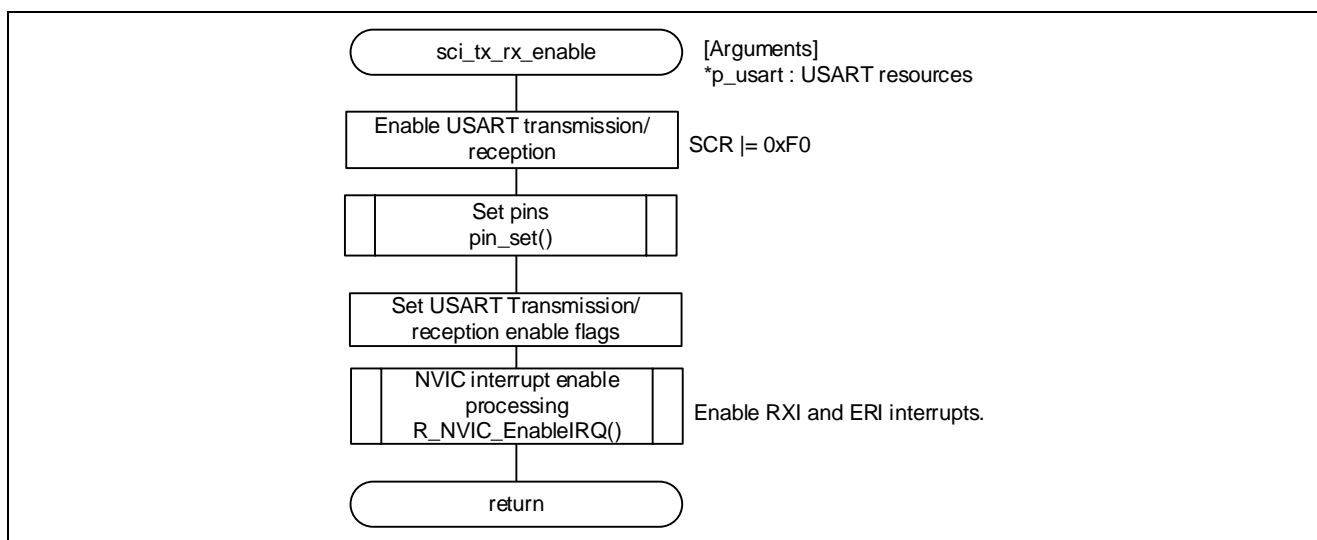 sci_tx_rx_enable
[Arguments]
*p_usart : USART resources
Enable USART transmission/
reception
SCR |= 0xF0
Set pins
pin_set()
Set USART Transmission/
reception enable flags
NVIC interrupt enable
processing
R_NVIC_EnableIRQ()
Enable RXI and ERI interrupts.
return